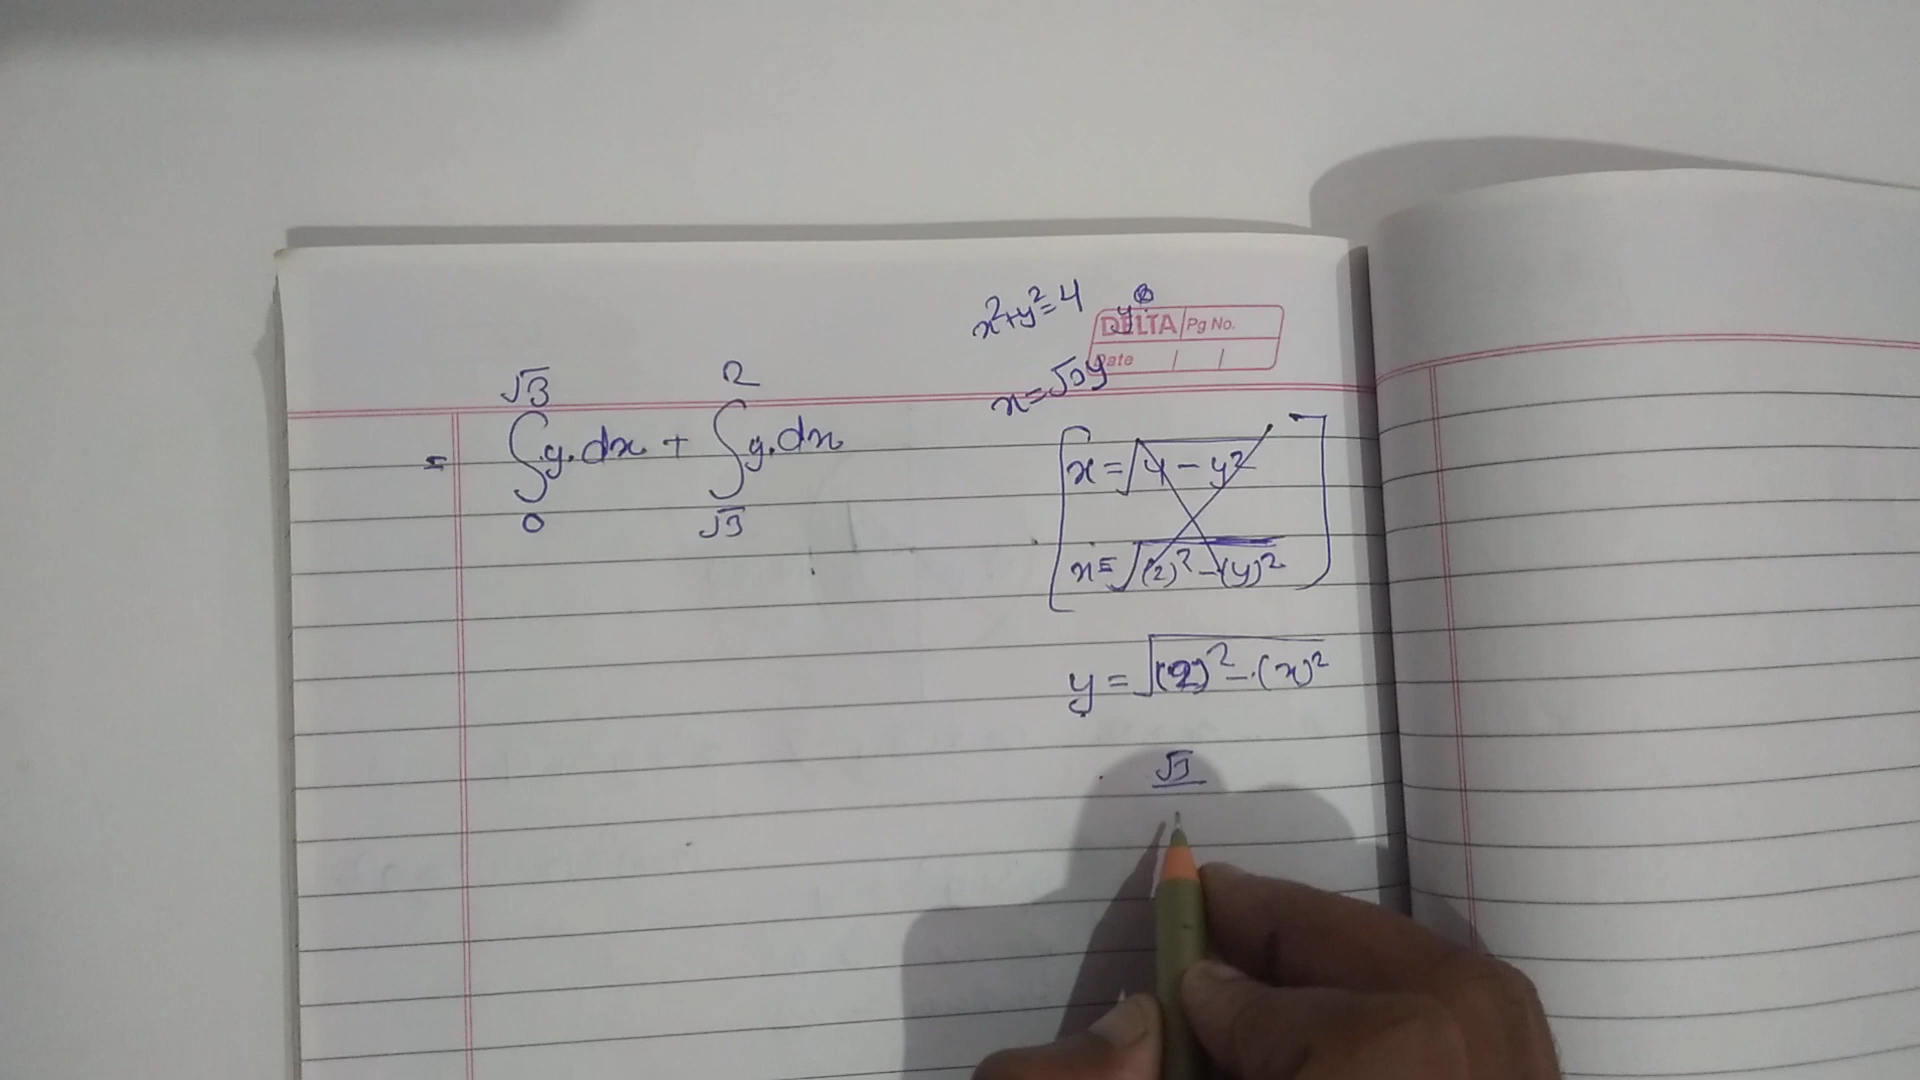 x²+y²=4
y
DELTA Pg No.
Date / /
x=√3y
= ∫₀^√3 y.dx + ∫_√3^2 y.dx
x=√4-y²
x=√(2)²-(y)²
y=√(2)²-(x)²
√3